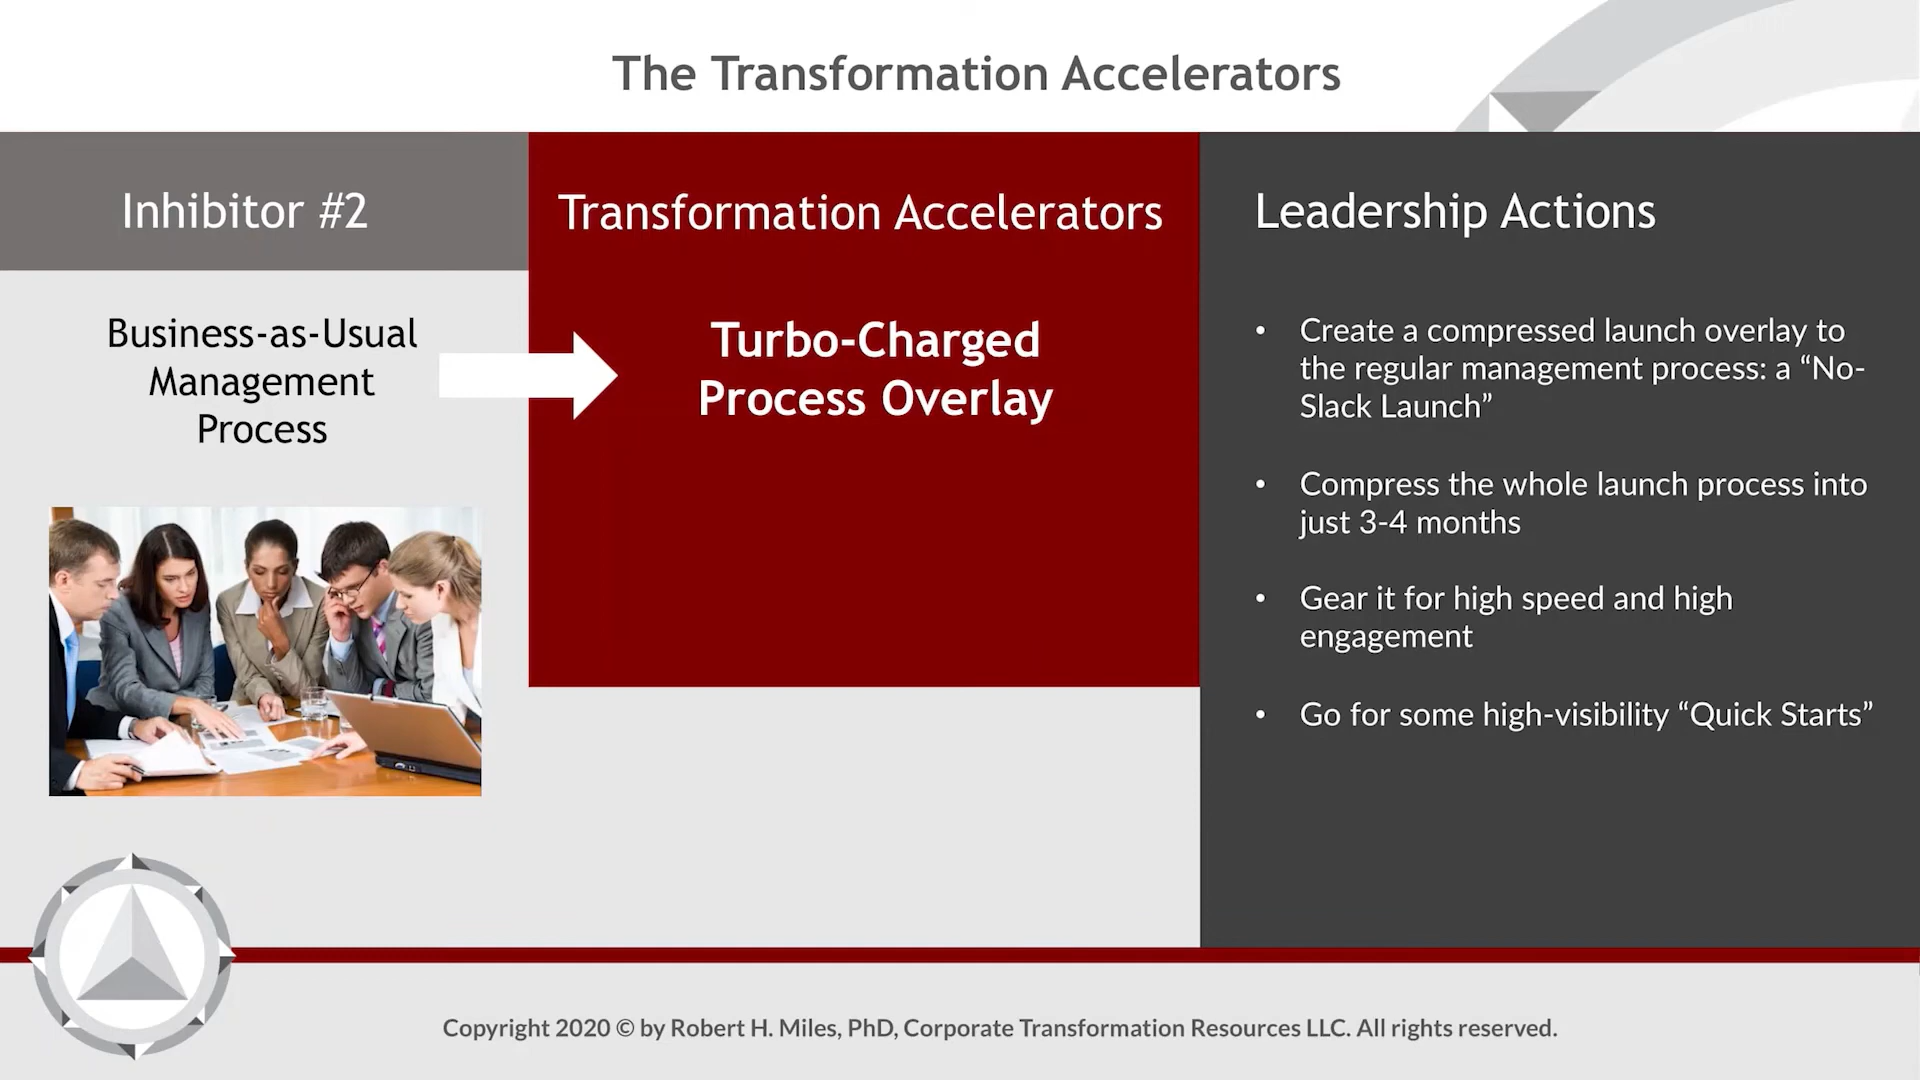 The Transformation Accelerators
Inhibitor #2
Business-as-Usual
Management
Process
Transformation Accelerators
Turbo-Charged
Process Overlay
Leadership Actions
• Create a compressed launch overlay to
the regular management process: a “No-
Slack Launch”
• Compress the whole launch process into
just 3-4 months
• Gear it for high speed and high
engagement
• Go for some high-visibility “Quick Starts”
Copyright 2020 © by Robert H. Miles, PhD, Corporate Transformation Resources LLC. All rights reserved.